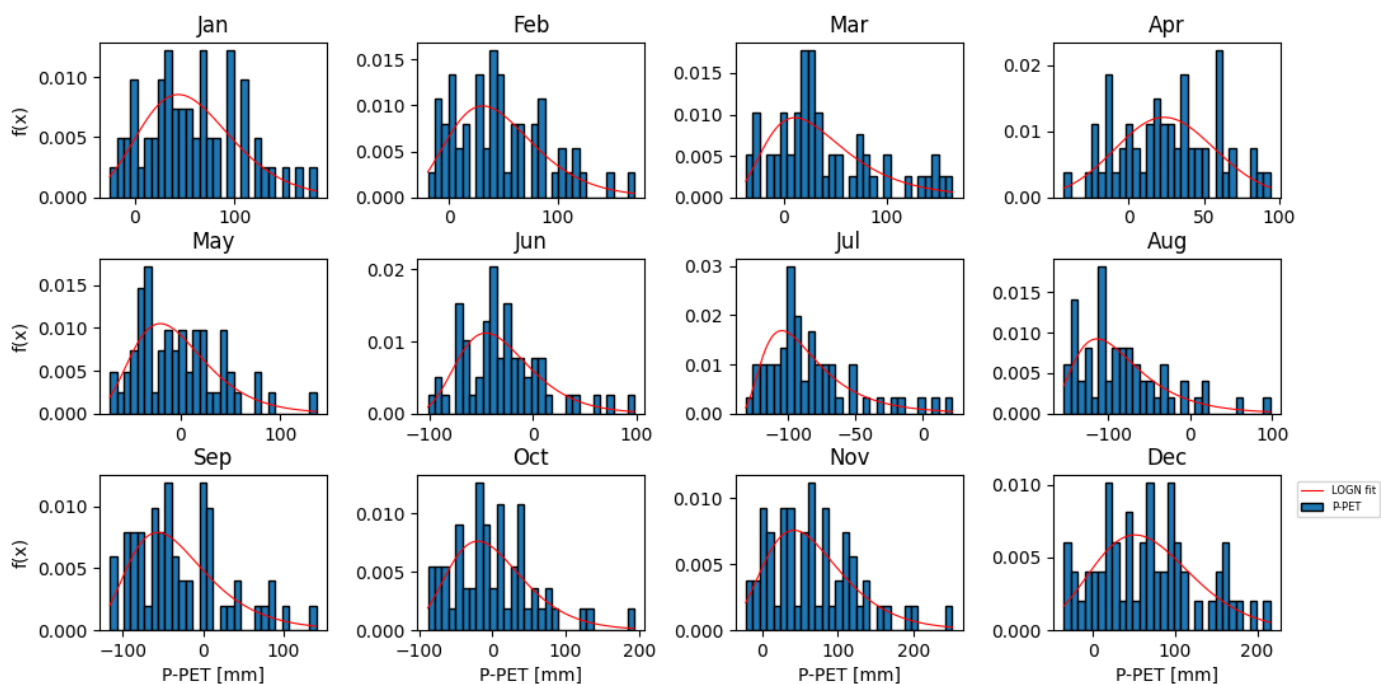 Jan Feb Mar Apr
f(x) 0.010 0.005 0.000 0 100
0.015 0.010 0.005 0.000 0 100
0.015 0.010 0.005 0.000 0 100
0.02 0.01 0.00 0 50 100
May Jun Jul Aug
f(x) 0.015 0.010 0.005 0.000 0 100
0.02 0.01 0.00 −100 0 100
0.03 0.02 0.01 0.00 −100 −50 0
0.015 0.010 0.005 0.000 −100 0 100
Sep Oct Nov Dec
f(x) 0.010 0.005 0.000 −100 0 100
0.010 0.005 0.000 −100 0 100 200
0.010 0.005 0.000 0 100 200
0.010 0.005 0.000 0 100 200
P-PET [mm] P-PET [mm] P-PET [mm] P-PET [mm]
LOGN fit
P-PET